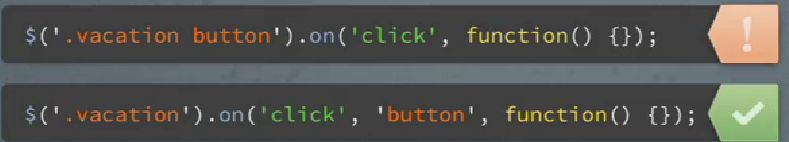 $('.vacation button').on('click', function() {});
$('.vacation').on('click', 'button', function() {});